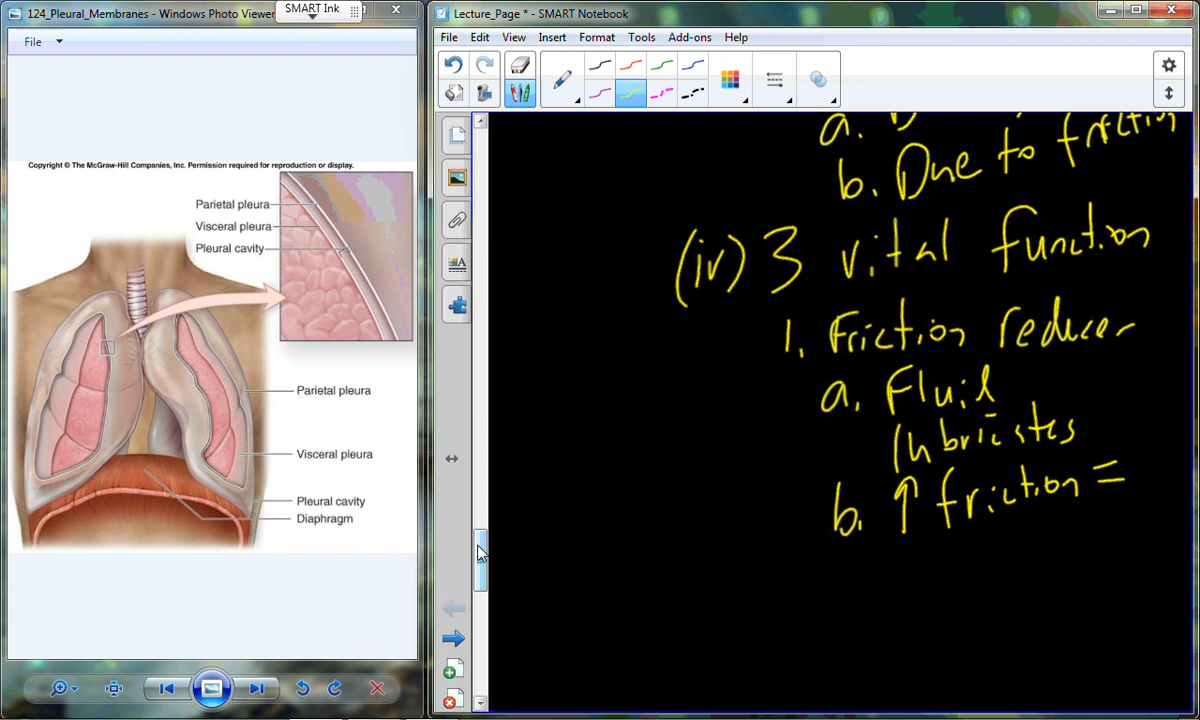 124_Pleural_Membranes - Windows Photo Viewer
SMART Ink
File
Copyright © The McGraw-Hill Companies, Inc. Permission required for reproduction or display.
Parietal pleura
Visceral pleura
Pleural cavity
Parietal pleura
Visceral pleura
Pleural cavity
Diaphragm
Lecture_Page * - SMART Notebook
File Edit View Insert Format Tools Add-ons Help
a.
b. Due to friction
(iv) 3 vital function
1. Friction reducer
a. Fluid
lubricates
b. ↑ friction =